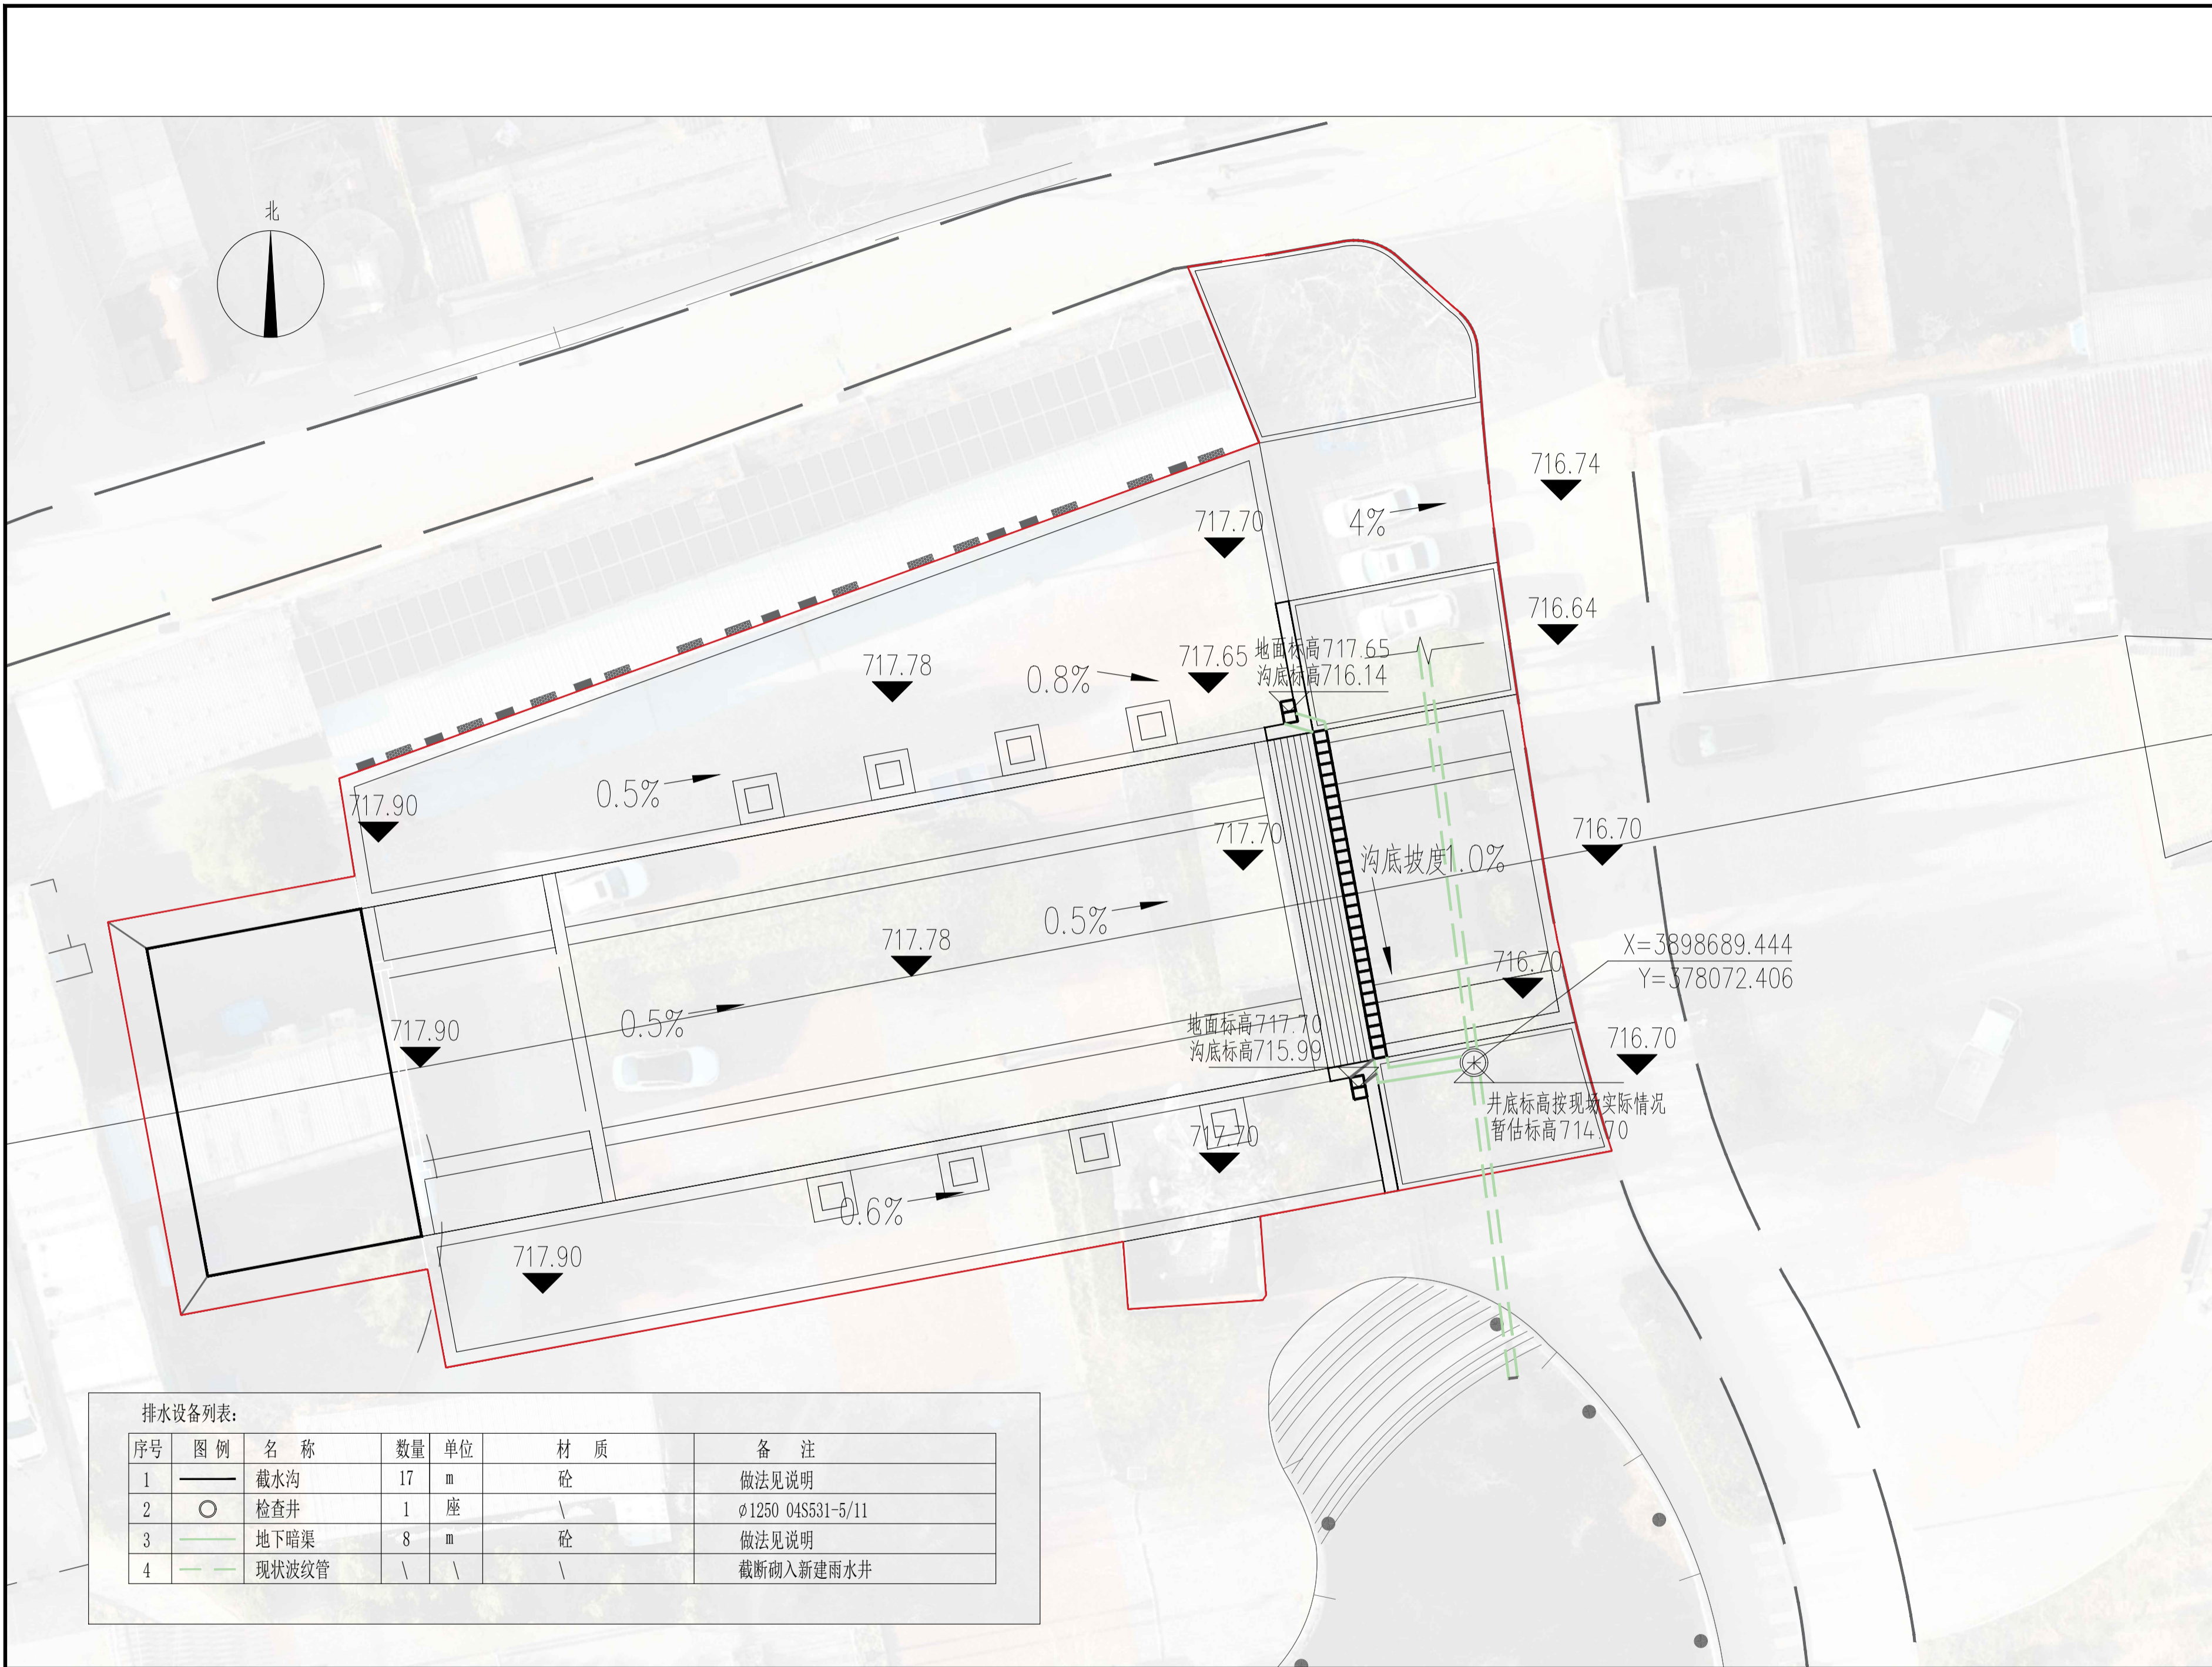 北
716.74
717.70
4%
716.64
717.65
地面标高717.65
沟底标高716.14
717.78
0.8%
0.5%
717.90
717.70
716.70
沟底坡度1.0%
0.5%
717.78
X=3898689.444
Y=378072.406
716.70
0.5%
717.90
地面标高717.70
沟底标高715.99
716.70
井底标高按现场实际情况
暂估标高714.70
717.70
0.6%
717.90
排水设备列表:
序号 图 例 名 称 数量 单位 材 质 备 注
1 截水沟 17 m 砼 做法见说明
2 检查井 1 座 \ φ1250 04S531-5/11
3 地下暗渠 8 m 砼 做法见说明
4 现状波纹管 \ \ \ 截断砌入新建雨水井